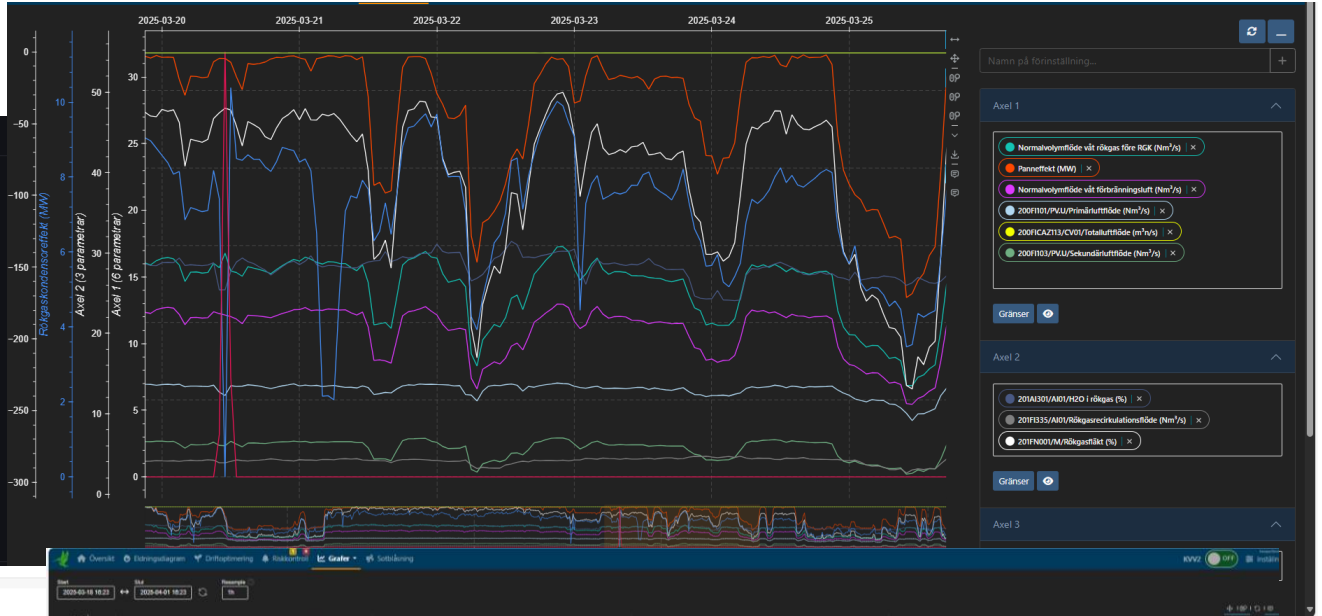 2025-03-20 2025-03-21 2025-03-22 2025-03-23 2025-03-24 2025-03-25
0
−50
−100
−150
−200
−250
−300
10
8
6
4
2
0
Rökgaskondensoreffekt (MW)
50
40
30
20
10
0
Axel 2 (3 parametrar)
30
25
20
15
10
5
0
Axel 1 (6 parametrar)
Namn på förinställning...
+
Axel 1
Normalvolymflöde våt rökgas före RGK (Nm³/s) ×
Panneffekt (MW) ×
Normalvolymflöde våt förbränningsluft (Nm³/s) ×
200FI101/PV.U/Primärluftflöde (Nm³/s) ×
200FICAZ113/CV01/Totalluftflöde (m³n/s) ×
200FI103/PV.U/Sekundärluftflöde (Nm³/s) ×
Gränser
Axel 2
201AI301/AI01/H2O i rökgas (%) ×
201FI335/AI01/Rökgasrecirkulationsflöde (Nm³/s) ×
201FN001/M/Rökgasfläkt (%) ×
Gränser
Axel 3
Översikt Eldningsdiagram Driftoptimering Riskkontroll Grafer Sotblåsning KVV2 OFF Inställn
Start Slut Resample
2025-03-18 18:23 2025-04-01 18:23 1h